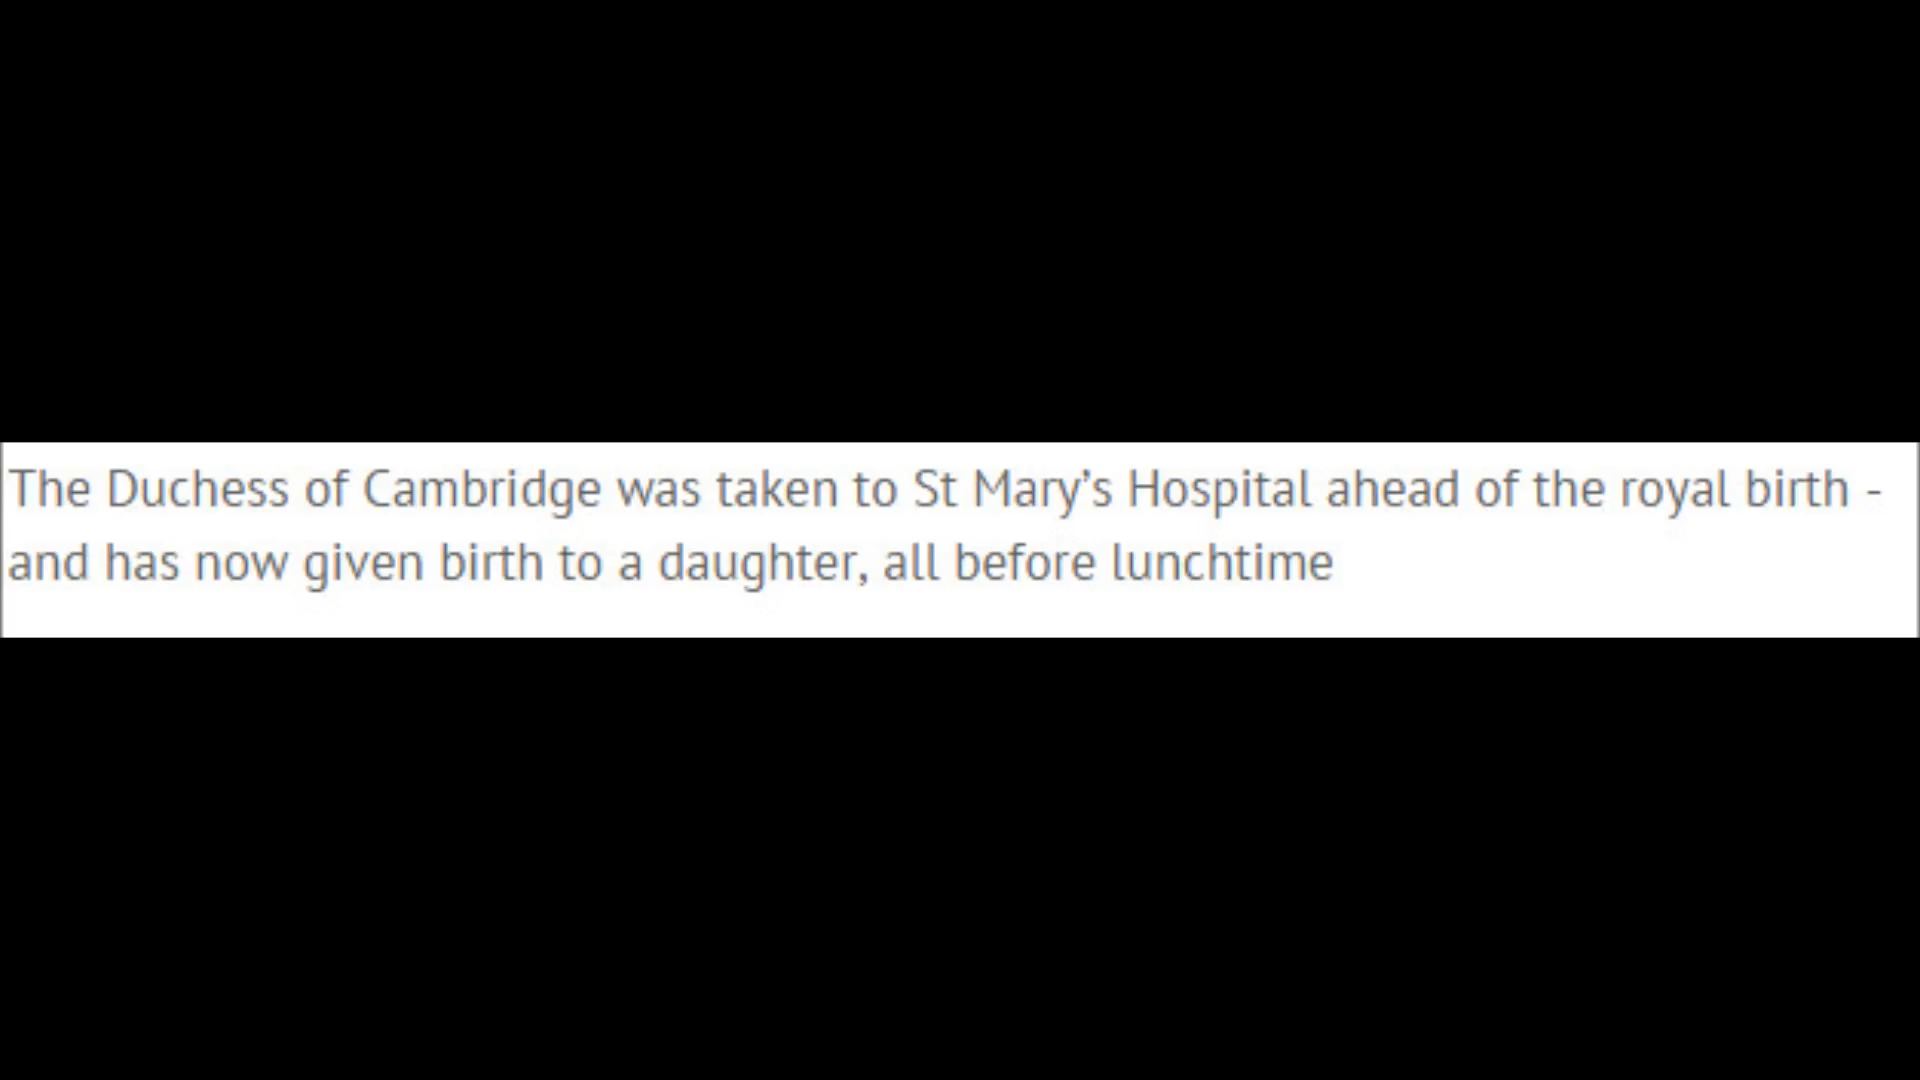 The Duchess of Cambridge was taken to St Mary’s Hospital ahead of the royal birth -
and has now given birth to a daughter, all before lunchtime